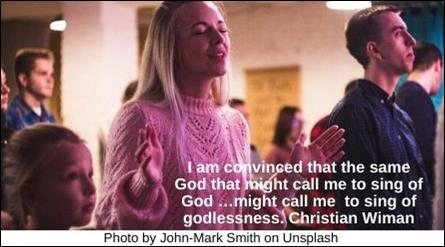 I am convinced that the same
God that might call me to sing of
God …might call me  to sing of
godlessness. Christian Wiman
Photo by John-Mark Smith on Unsplash